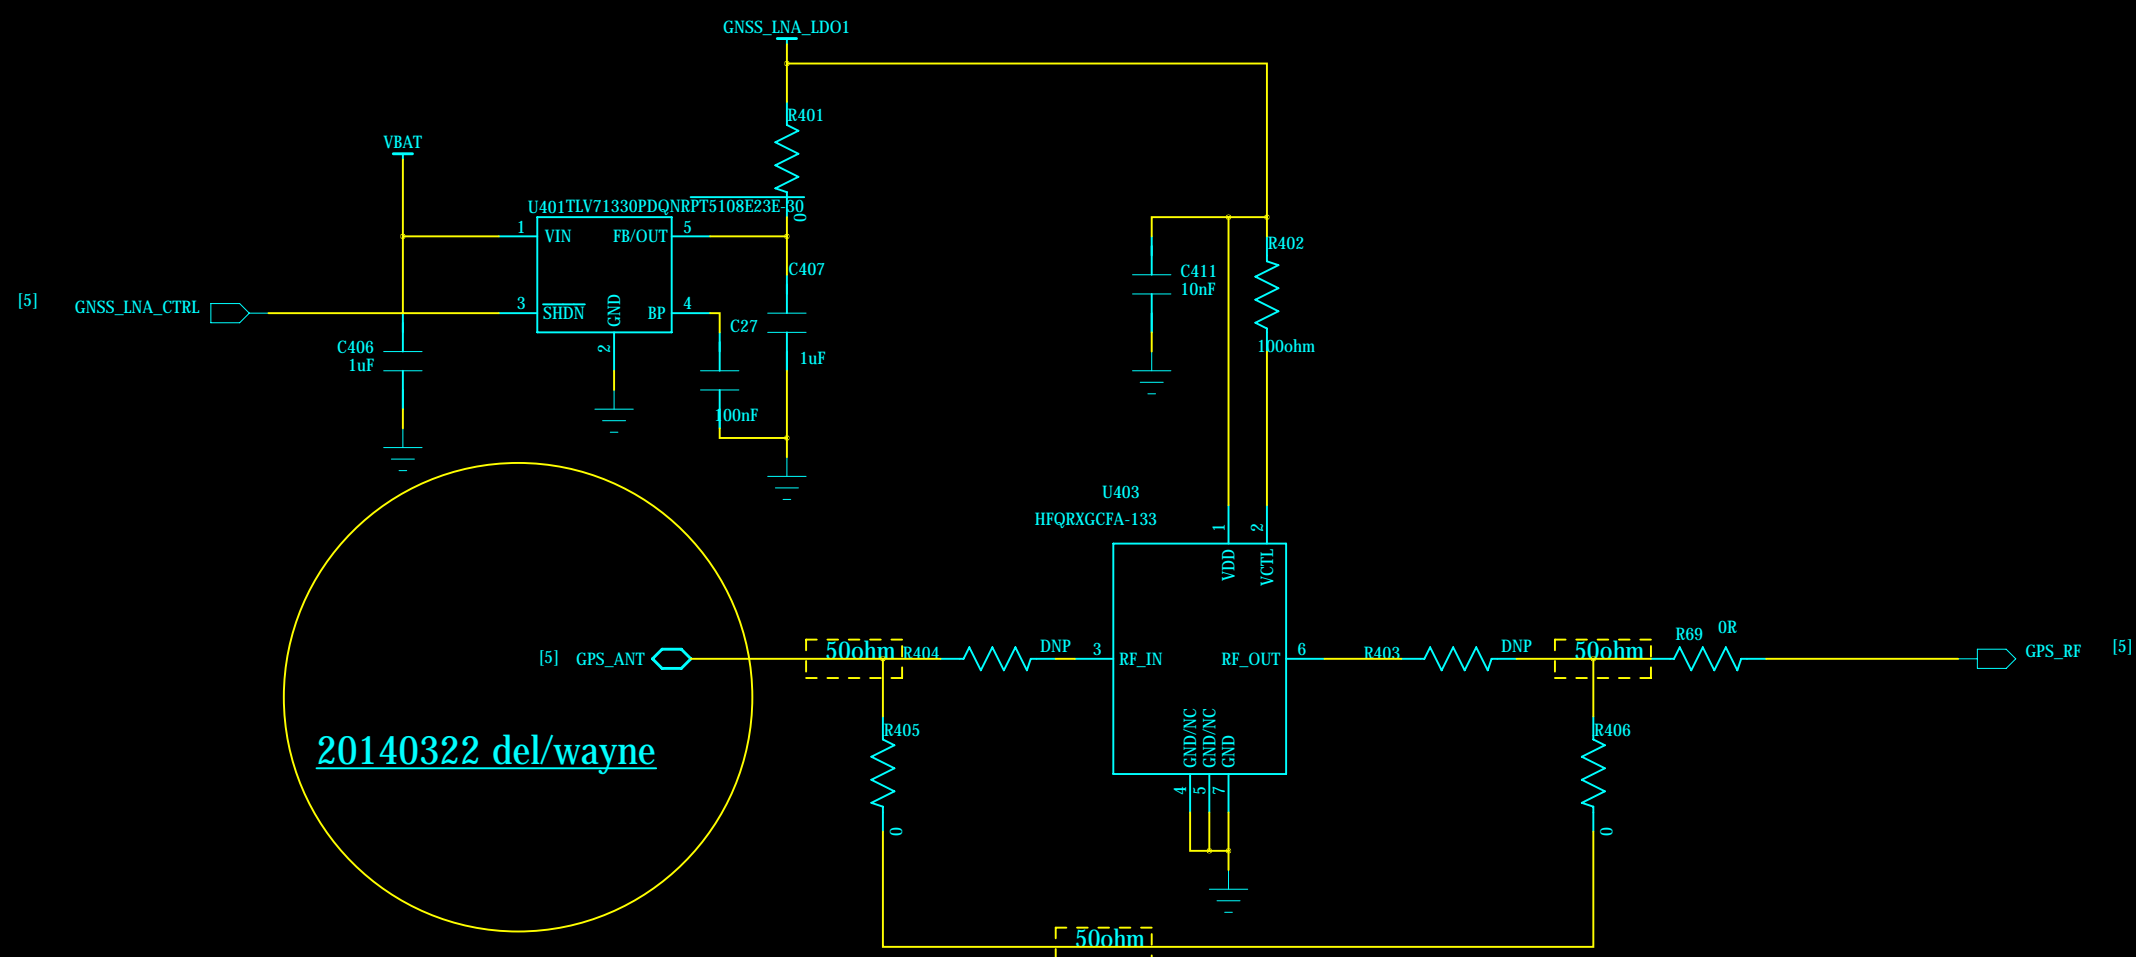 GNSS_LNA_LDO1
R401
VBAT
U401 TLV71330PDQNRPT5108E23E-30
0
1 VIN FB/OUT 5
C407
R402
C411
10nF
[5] GNSS_LNA_CTRL
3 SHDN GND BP 4
C27
2
C406
1uF
1uF
100ohm
100nF
U403
HFQRXGCFA-133
1 2
VDD VCTL
[5] GPS_ANT
50ohm R404 DNP 3 RF_IN RF_OUT 6 R403 DNP 50ohm R69 0R GPS_RF [5]
GND/NC GND/NC GND
4 5 7
R405
0
R406
0
20140322 del/wayne
50ohm